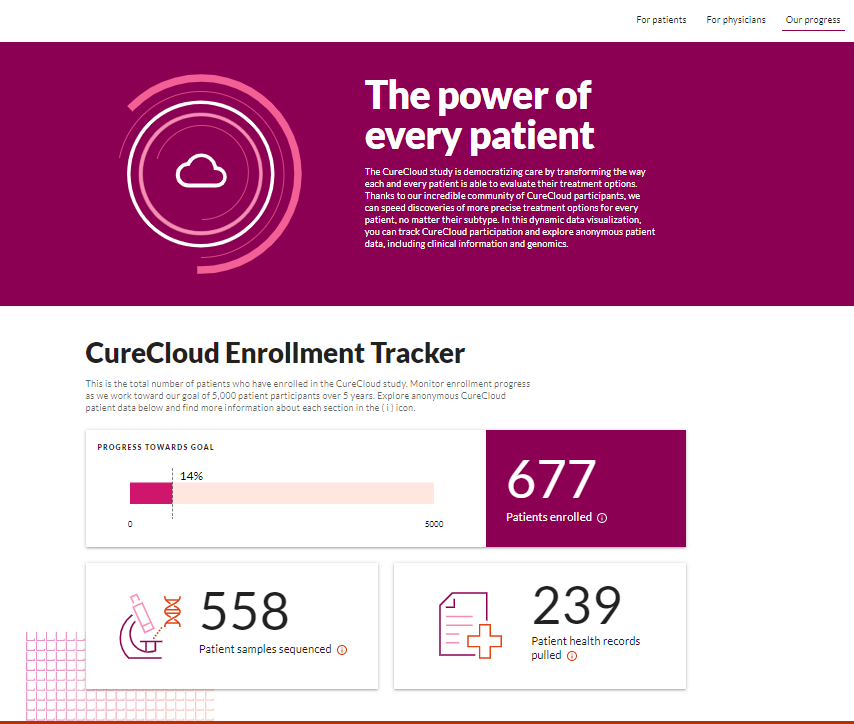 For patients For physicians Our progress
The power of
every patient
The CureCloud study is democratizing care by transforming the way
each and every patient is able to evaluate their treatment options.
Thanks to our incredible community of CureCloud participants, we
can speed discoveries of more precise treatment options for every
patient, no matter their subtype. In this dynamic data visualization,
you can track CureCloud participation and explore anonymous patient
data, including clinical information and genomics.
CureCloud Enrollment Tracker
This is the total number of patients who have enrolled in the CureCloud study. Monitor enrollment progress
as we work toward our goal of 5,000 patient participants over 5 years. Explore anonymous CureCloud
patient data below and find more information about each section in the ( i ) icon.
PROGRESS TOWARDS GOAL
14%
0 5000
677
Patients enrolled
558
Patient samples sequenced
239
Patient health records
pulled